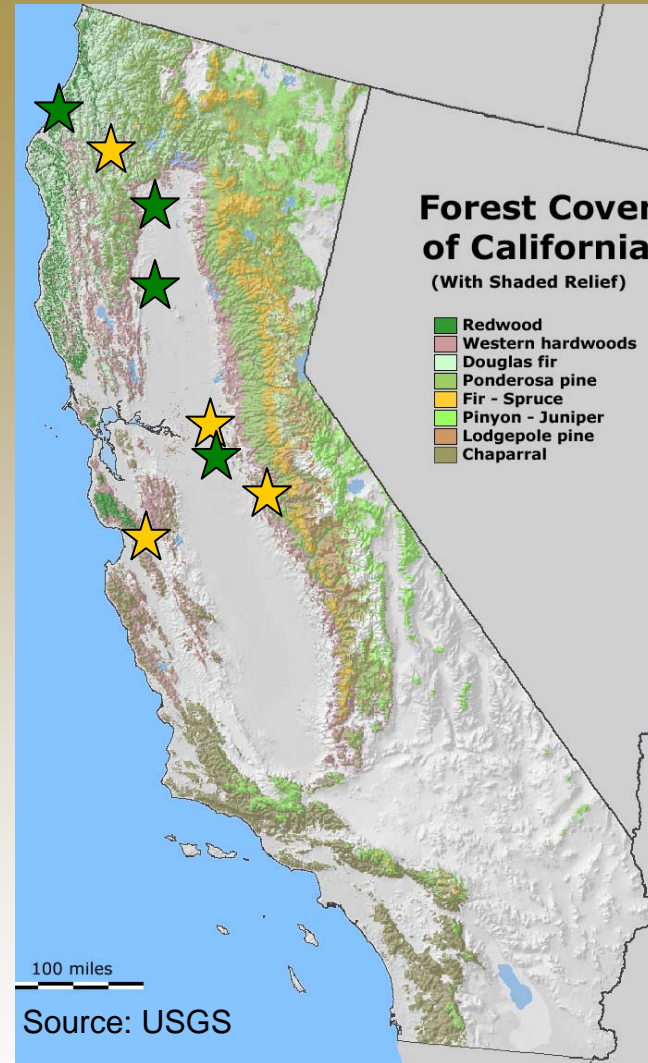 Forest Cover
of California
(With Shaded Relief)
Redwood
Western hardwoods
Douglas fir
Ponderosa pine
Fir - Spruce
Pinyon - Juniper
Lodgepole pine
Chaparral
100 miles
Source: USGS